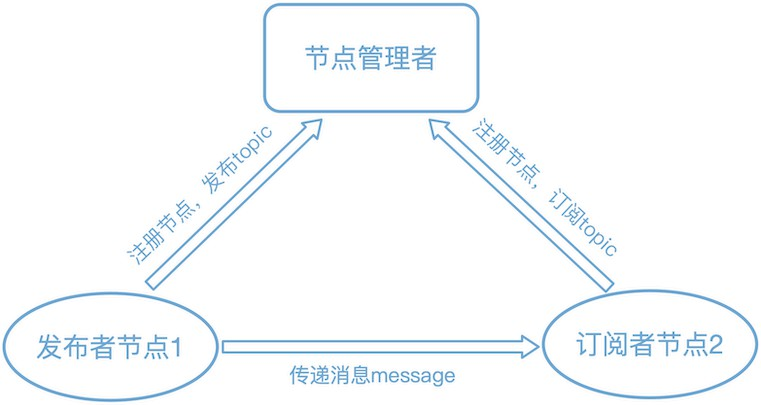 节点管理者
注册节点，发布topic
注册节点，订阅topic
发布者节点1
订阅者节点2
传递消息message